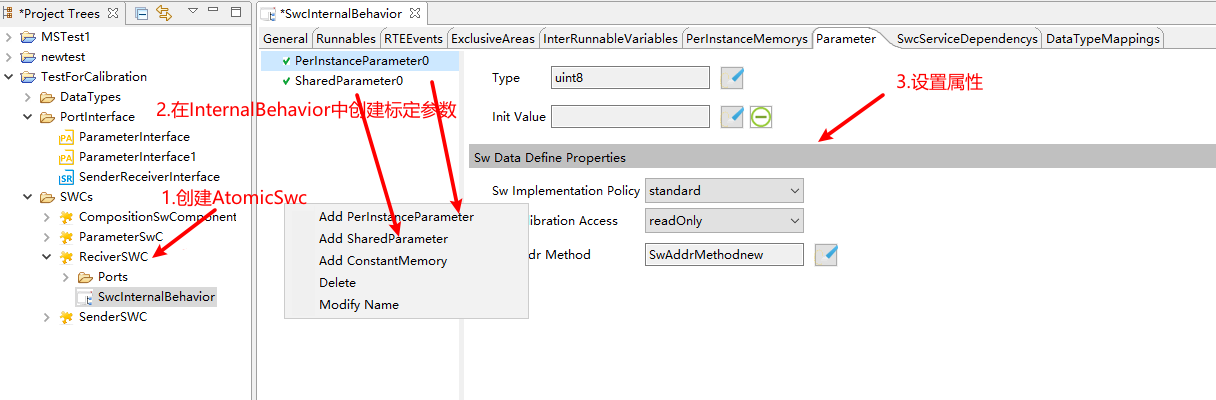 *Project Trees
MSTest1
newtest
TestForCalibration
DataTypes
PortInterface
ParameterInterface
ParameterInterface1
SenderReceiverInterface
SWCs
CompositionSwComponent
ParameterSwC
ReciverSWC
Ports
SwcInternalBehavior
SenderSWC
1.创建AtomicSwc
*SwcInternalBehavior
General Runnables RTEEvents ExclusiveAreas InterRunnableVariables PerInstanceMemorys Parameter SwcServiceDependencys DataTypeMappings
PerInstanceParameter0
SharedParameter0
2.在InternalBehavior中创建标定参数
Add PerInstanceParameter
Add SharedParameter
Add ConstantMemory
Delete
Modify Name
Type uint8
Init Value
3.设置属性
Sw Data Define Properties
Sw Implementation Policy standard
ibration Access readOnly
dr Method SwAddrMethodnew